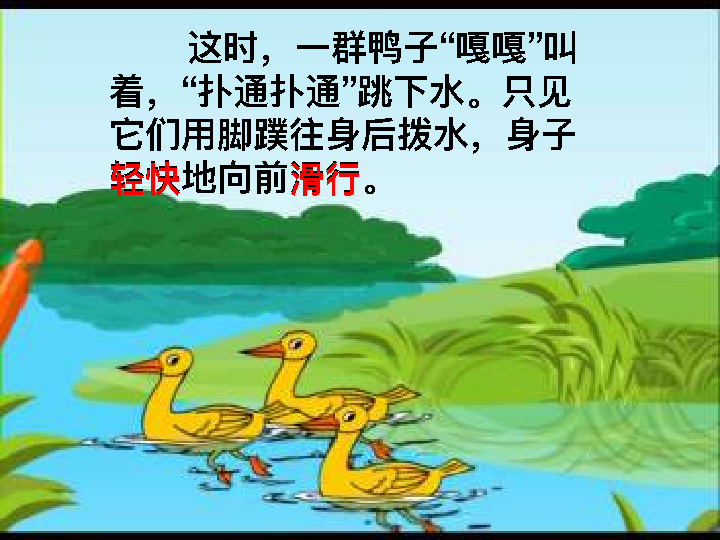 这时，一群鸭子“嘎嘎”叫
着，“扑通扑通”跳下水。只见
它们用脚蹼往身后拨水，身子
轻快地向前滑行。